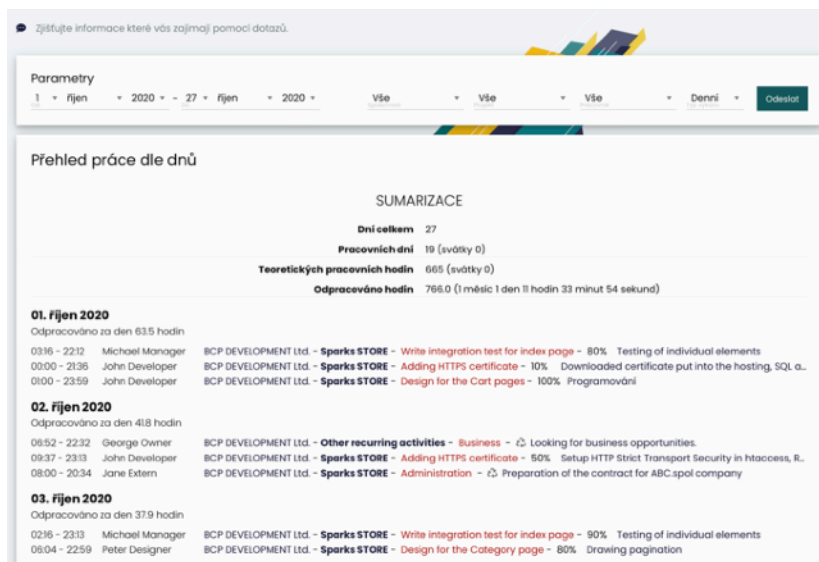 Zjišťujte informace které vás zajímají pomocí dotazů.
Parametry
1 říjen 2020 - 27 říjen 2020 Vše Vše Vše Denní Odeslat
Přehled práce dle dnů
SUMARIZACE
Dní celkem 27
Pracovních dní 19 (svátky 0)
Teoretických pracovních hodin 665 (svátky 0)
Odpracováno hodin 766.0 (1 měsíc 1 den 11 hodin 33 minut 54 sekund)
01. říjen 2020
Odpracováno za den 63.5 hodin
03:16 - 22:12 Michael Manager BCP DEVELOPMENT Ltd. - Sparks STORE - Write integration test for index page - 80% Testing of individual elements
00:00 - 21:36 John Developer BCP DEVELOPMENT Ltd. - Sparks STORE - Adding HTTPS certificate - 10% Downloaded certificate put into the hosting, SQL a...
01:00 - 23:59 John Developer BCP DEVELOPMENT Ltd. - Sparks STORE - Design for the Cart pages - 100% Programování
02. říjen 2020
Odpracováno za den 41.8 hodin
06:52 - 22:32 George Owner BCP DEVELOPMENT Ltd. - Other recurring activities - Business - Looking for business opportunities.
09:37 - 23:13 John Developer BCP DEVELOPMENT Ltd. - Sparks STORE - Adding HTTPS certificate - 50% Setup HTTP Strict Transport Security in htaccess, R...
08:00 - 20:34 Jane Extern BCP DEVELOPMENT Ltd. - Sparks STORE - Administration - Preparation of the contract for ABC.spol company
03. říjen 2020
Odpracováno za den 37.9 hodin
02:16 - 23:13 Michael Manager BCP DEVELOPMENT Ltd. - Sparks STORE - Write integration test for index page - 90% Testing of individual elements
06:04 - 22:59 Peter Designer BCP DEVELOPMENT Ltd. - Sparks STORE - Design for the Category page - 80% Drawing pagination